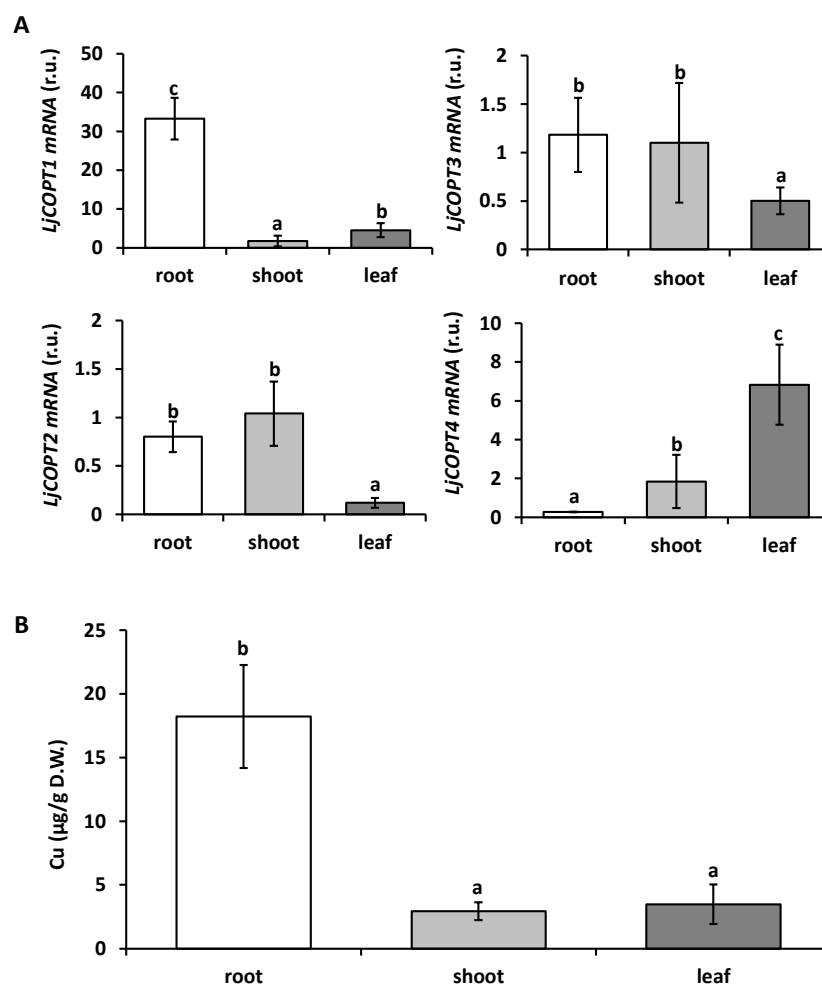 A
LjCOPT1 mRNA (r.u.)
50
40
30
20
10
0
c
a
b
root shoot leaf
LjCOPT3 mRNA (r.u.)
2
1.5
1
0.5
0
b
b
a
root shoot leaf
LjCOPT2 mRNA (r.u.)
2
1.5
1
0.5
0
b
b
a
root shoot leaf
LjCOPT4 mRNA (r.u.)
10
8
6
4
2
0
a
b
c
root shoot leaf
B
Cu (µg/g D.W.)
25
20
15
10
5
0
b
a
a
root shoot leaf